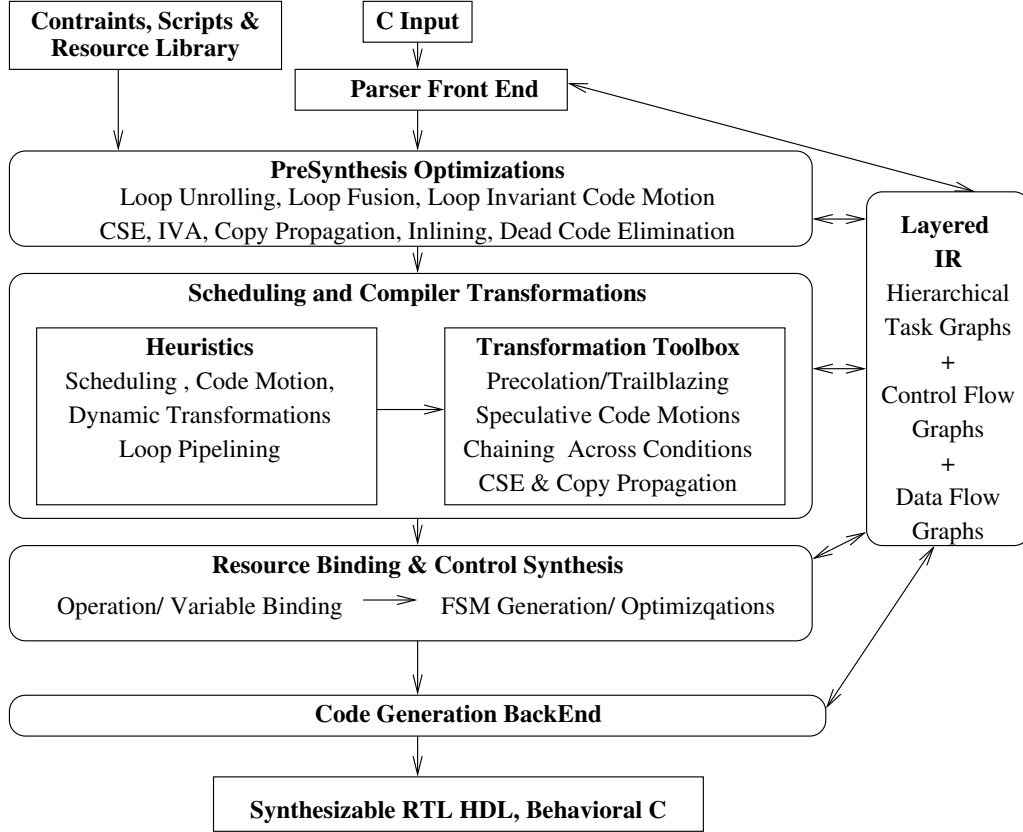 Contraints, Scripts &
Resource Library
C Input
Parser Front End
PreSynthesis Optimizations
Loop Unrolling, Loop Fusion, Loop Invariant Code Motion
CSE, IVA, Copy Propagation, Inlining, Dead Code Elimination
Scheduling and Compiler Transformations
Heuristics
Scheduling , Code Motion,
Dynamic Transformations
Loop Pipelining
Transformation Toolbox
Precolation/Trailblazing
Speculative Code Motions
Chaining Across Conditions
CSE & Copy Propagation
Layered
IR
Hierarchical
Task Graphs
+
Control Flow
Graphs
+
Data Flow
Graphs
Resource Binding & Control Synthesis
Operation/ Variable Binding
FSM Generation/ Optimizqations
Code Generation BackEnd
Synthesizable RTL HDL, Behavioral C